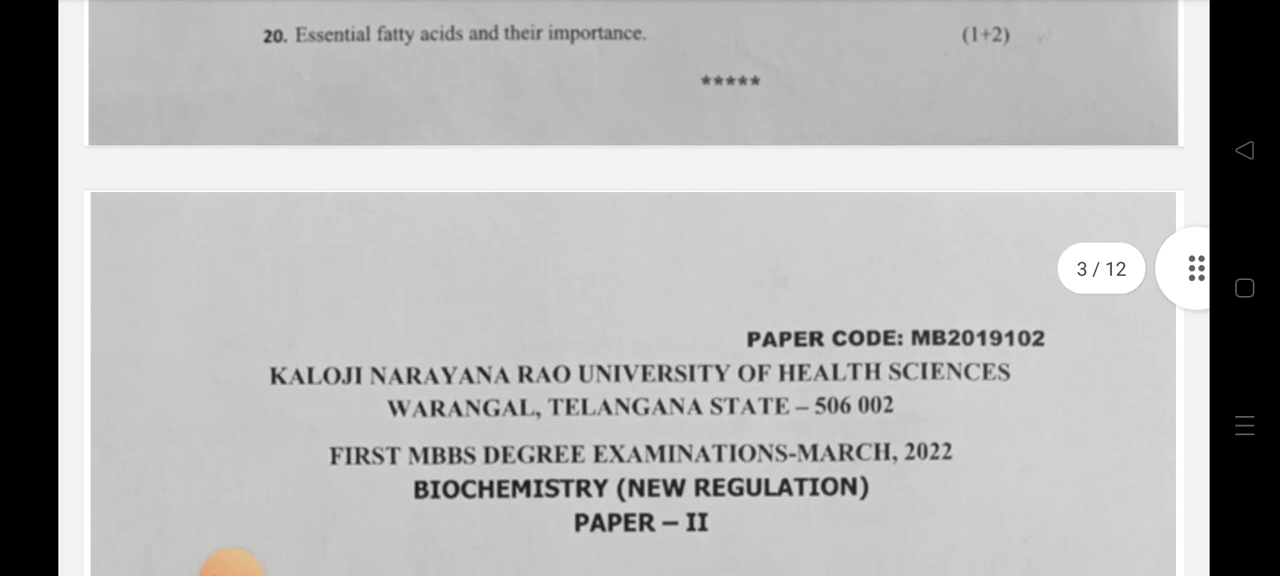 20. Essential fatty acids and their importance. (1+2)
*****
3 / 12
PAPER CODE: MB2019102
KALOJI NARAYANA RAO UNIVERSITY OF HEALTH SCIENCES
WARANGAL, TELANGANA STATE – 506 002
FIRST MBBS DEGREE EXAMINATIONS-MARCH, 2022
BIOCHEMISTRY (NEW REGULATION)
PAPER – II